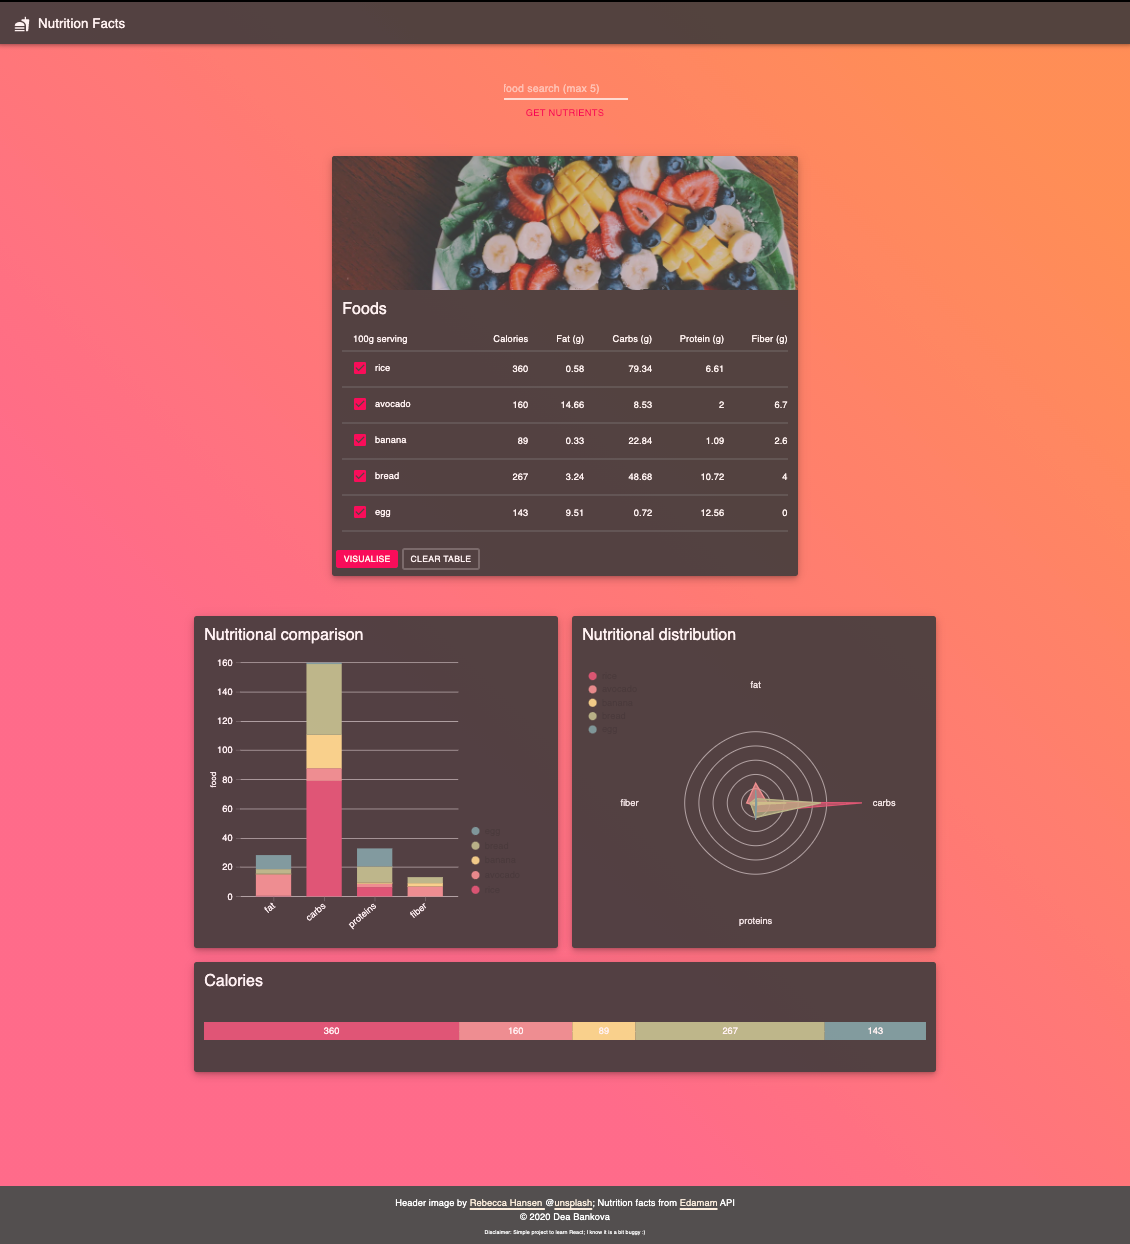 Nutrition Facts
food search (max 5)
GET NUTRIENTS
Foods
100g serving Calories Fat (g) Carbs (g) Protein (g) Fiber (g)
rice 360 0.58 79.34 6.61
avocado 160 14.66 8.53 2 6.7
banana 89 0.33 22.84 1.09 2.6
bread 267 3.24 48.68 10.72 4
egg 143 9.51 0.72 12.56 0
VISUALISE CLEAR TABLE
Nutritional comparison
160
140
120
100
80
60
40
20
0
food
fat carbs proteins fiber
Nutritional distribution
fat
fiber
carbs
proteins
Calories
360 160 89 267 143
Header image by Rebecca Hansen @unsplash; Nutrition facts from Edamam API
© 2020 Dea Bankova
Disclaimer: Simple project to learn React; I know it is a bit buggy :)